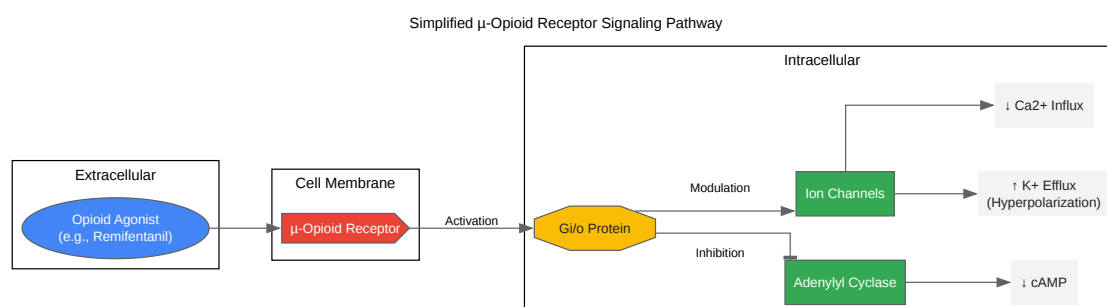 Simplified µ-Opioid Receptor Signaling Pathway
Extracellular
Opioid Agonist
(e.g., Remifentanil)
Cell Membrane
µ-Opioid Receptor
Activation
Intracellular
Gi/o Protein
Modulation
Inhibition
Ion Channels
Adenylyl Cyclase
↓ Ca2+ Influx
↑ K+ Efflux
(Hyperpolarization)
↓ cAMP